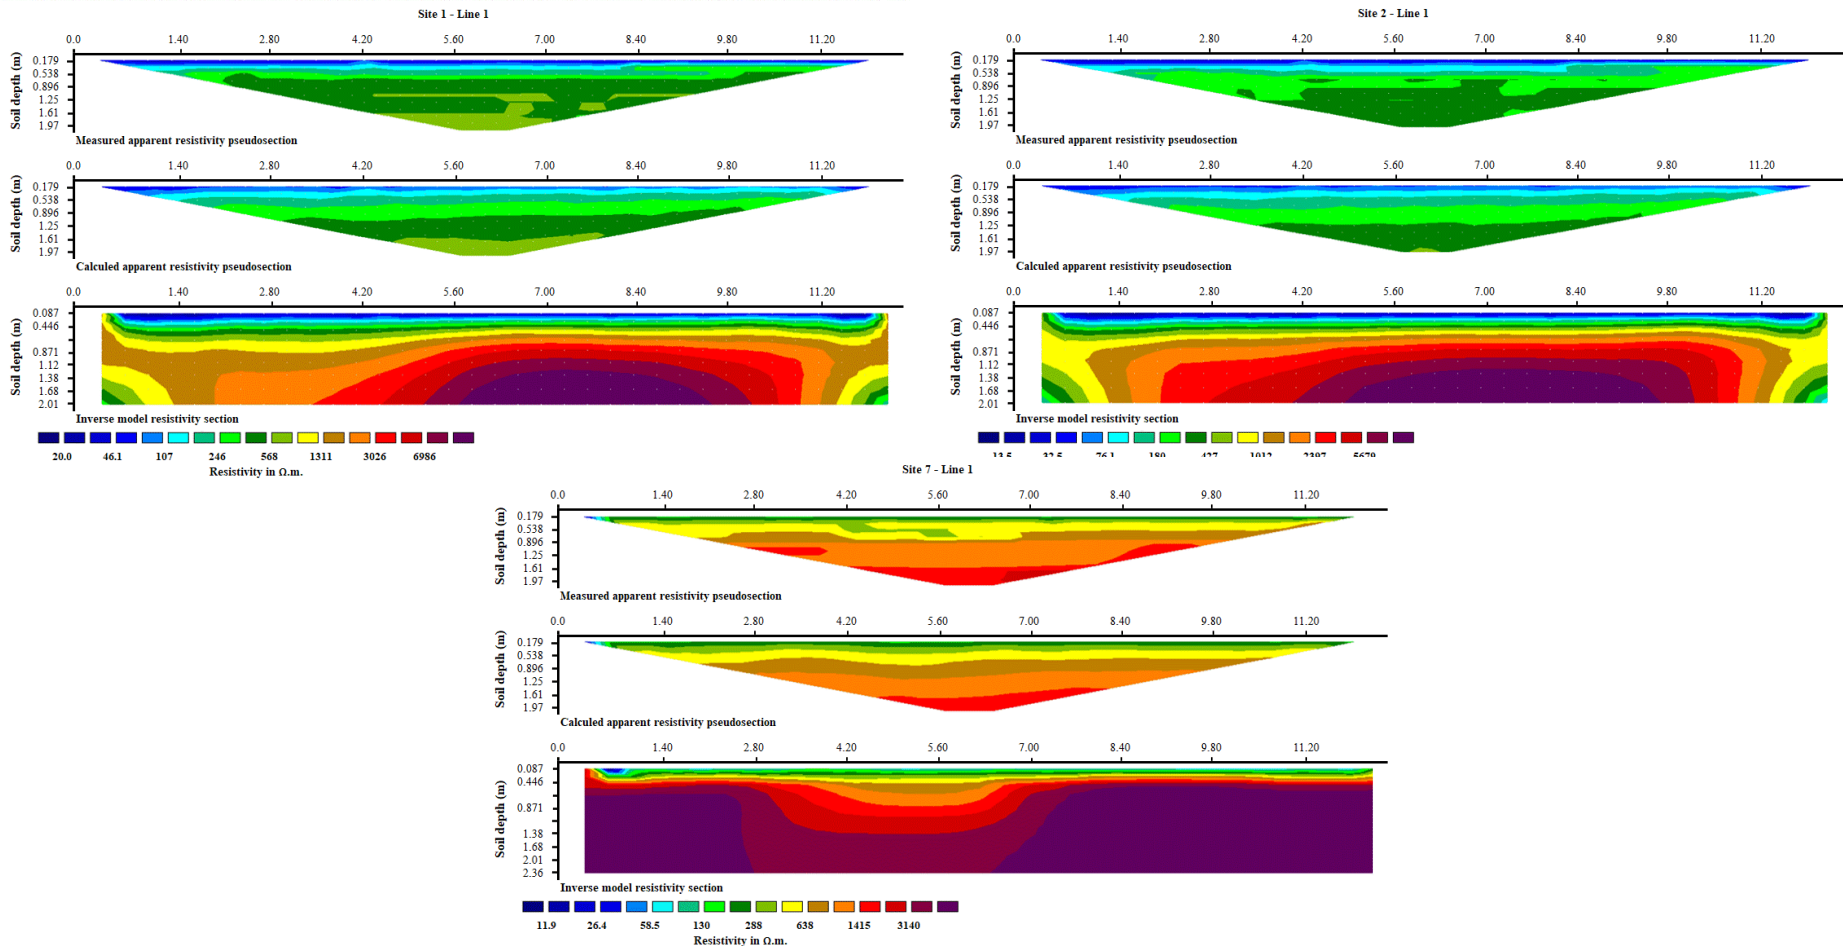 Site 1 - Line 1
0.0 1.40 2.80 4.20 5.60 7.00 8.40 9.80 11.20
Soil depth (m)
0.179
0.538
0.896
1.25
1.61
1.97
Measured apparent resistivity pseudosection
0.0 1.40 2.80 4.20 5.60 7.00 8.40 9.80 11.20
Soil depth (m)
0.179
0.538
0.896
1.25
1.61
1.97
Calculed apparent resistivity pseudosection
0.0 1.40 2.80 4.20 5.60 7.00 8.40 9.80 11.20
Soil depth (m)
0.087
0.446
0.871
1.12
1.38
1.68
2.01
Inverse model resistivity section
20.0 46.1 107 246 568 1311 3026 6986
Resistivity in Ω.m.
Site 2 - Line 1
0.0 1.40 2.80 4.20 5.60 7.00 8.40 9.80 11.20
Soil depth (m)
0.179
0.538
0.896
1.25
1.61
1.97
Measured apparent resistivity pseudosection
0.0 1.40 2.80 4.20 5.60 7.00 8.40 9.80 11.20
Soil depth (m)
0.179
0.538
0.896
1.25
1.61
1.97
Calculed apparent resistivity pseudosection
0.0 1.40 2.80 4.20 5.60 7.00 8.40 9.80 11.20
Soil depth (m)
0.087
0.446
0.871
1.12
1.38
1.68
2.01
Inverse model resistivity section
Site 7 - Line 1
0.0 1.40 2.80 4.20 5.60 7.00 8.40 9.80 11.20
Soil depth (m)
0.179
0.538
0.896
1.25
1.61
1.97
Measured apparent resistivity pseudosection
0.0 1.40 2.80 4.20 5.60 7.00 8.40 9.80 11.20
Soil depth (m)
0.179
0.538
0.896
1.25
1.61
1.97
Calculed apparent resistivity pseudosection
0.0 1.40 2.80 4.20 5.60 7.00 8.40 9.80 11.20
Soil depth (m)
0.087
0.446
0.871
1.38
1.68
2.01
2.36
Inverse model resistivity section
11.9 26.4 58.5 130 288 638 1415 3140
Resistivity in Ω.m.